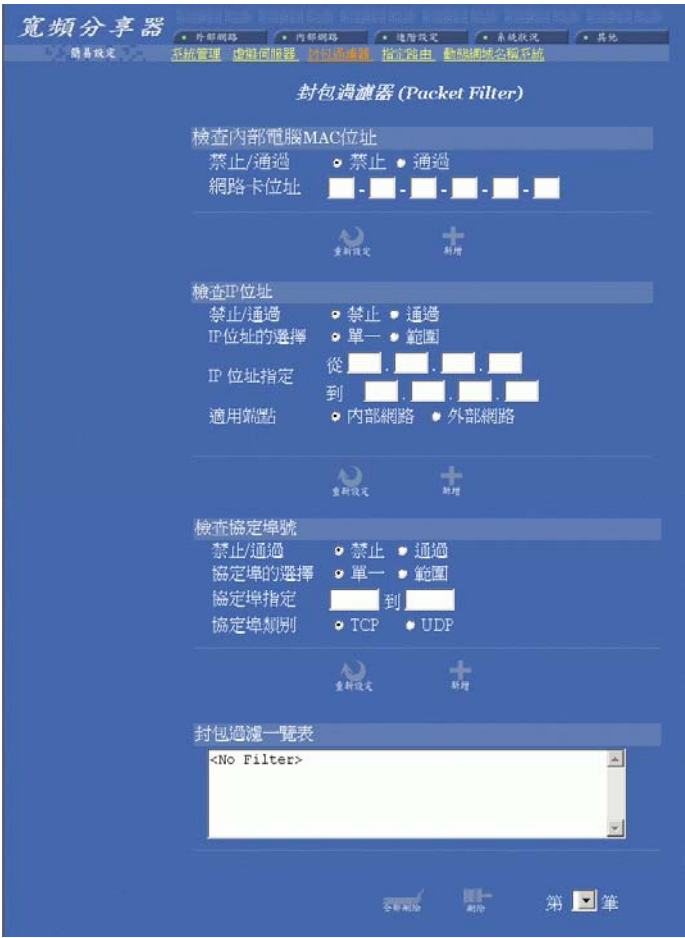 寬頻分享器
外部網路 內部網路 進階設定 系統狀況 其他
簡易設定 系統管理 虛擬伺服器 封包過濾器 指定路由 動態網域名稱系統
封包過濾器 (Packet Filter)
檢查內部電腦MAC位址
禁止/通過 禁止 通過
網路卡位址 - - - - -
重新設定 新增
檢查IP位址
禁止/通過 禁止 通過
IP位址的選擇 單一 範圍
從 . . .
IP 位址指定
到 . . .
適用端點 內部網路 外部網路
重新設定 新增
檢查協定埠號
禁止/通過 禁止 通過
協定埠的選擇 單一 範圍
協定埠指定 到
協定埠類別 TCP UDP
重新設定 新增
封包過濾一覽表
<No Filter>
全部刪除 刪除 第 筆